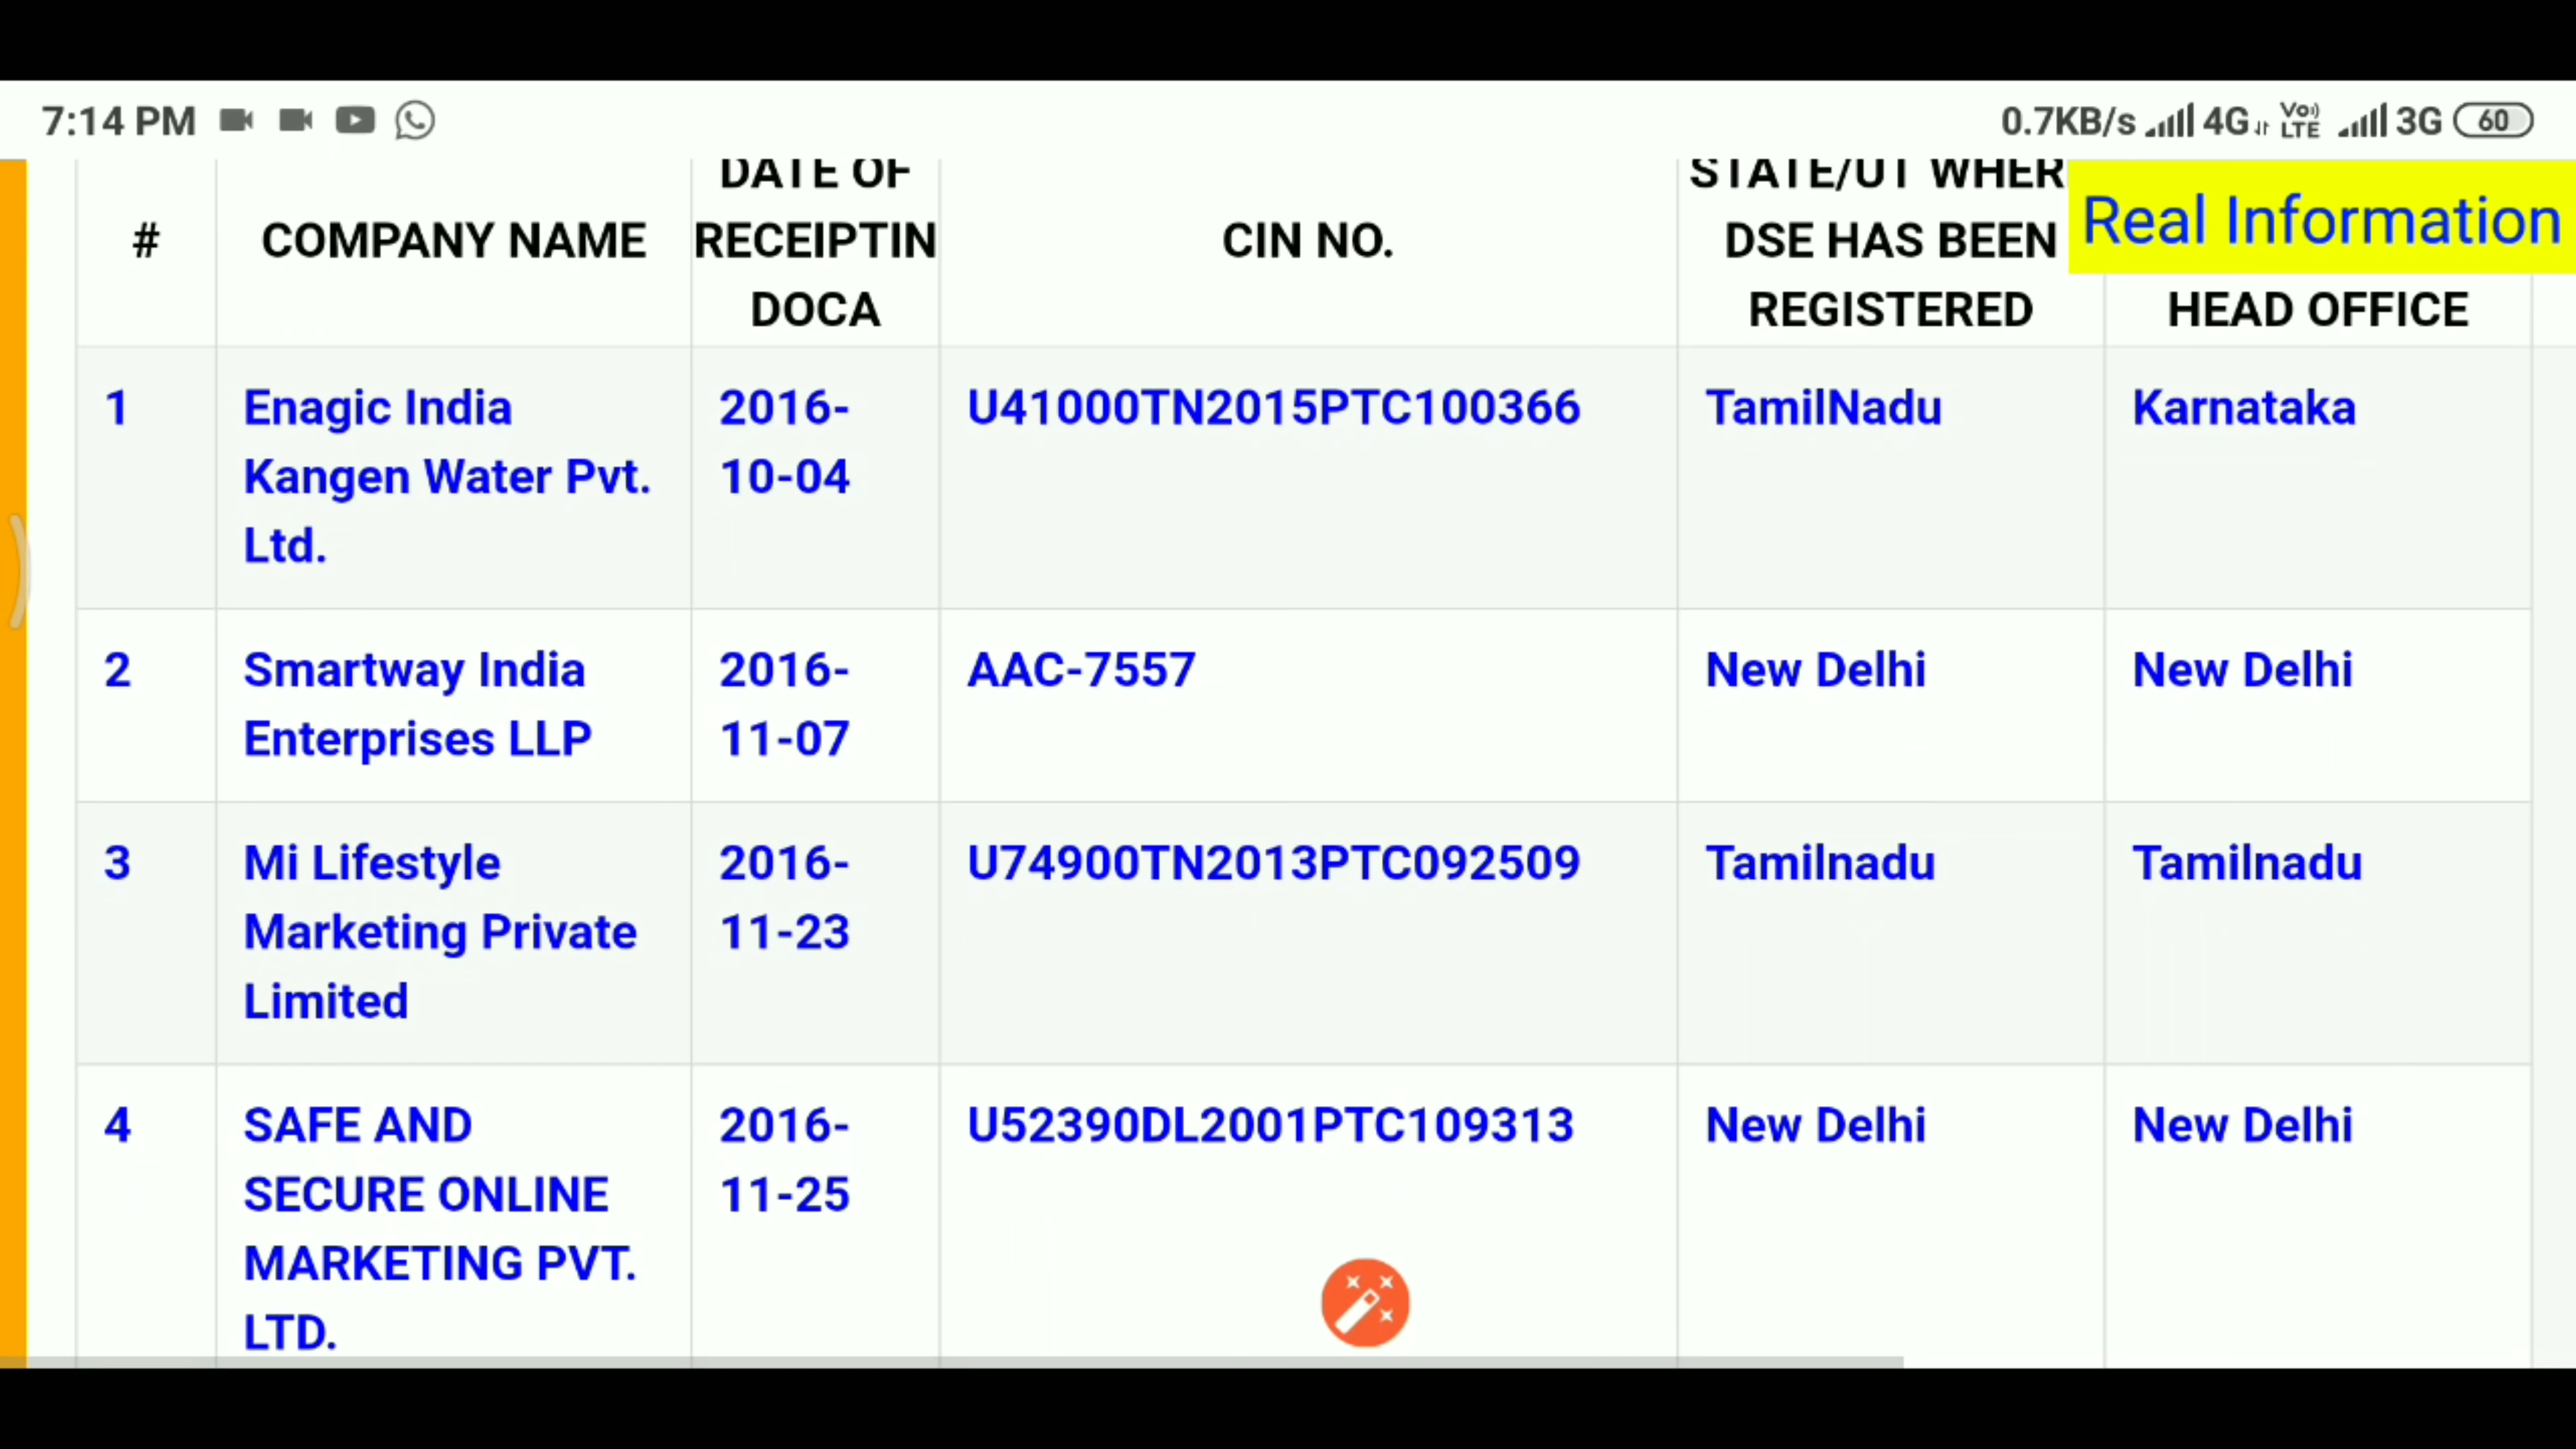 7:14 PM
0.7KB/s 4G VoLTE 3G 60
Real Information
#
COMPANY NAME
DATE OF
RECEIPTIN
DOCA
CIN NO.
STATE/UT WHER
DSE HAS BEEN
REGISTERED
HEAD OFFICE
1
Enagic India
Kangen Water Pvt.
Ltd.
2016-
10-04
U41000TN2015PTC100366
TamilNadu
Karnataka
2
Smartway India
Enterprises LLP
2016-
11-07
AAC-7557
New Delhi
New Delhi
3
Mi Lifestyle
Marketing Private
Limited
2016-
11-23
U74900TN2013PTC092509
Tamilnadu
Tamilnadu
4
SAFE AND
SECURE ONLINE
MARKETING PVT.
LTD.
2016-
11-25
U52390DL2001PTC109313
New Delhi
New Delhi